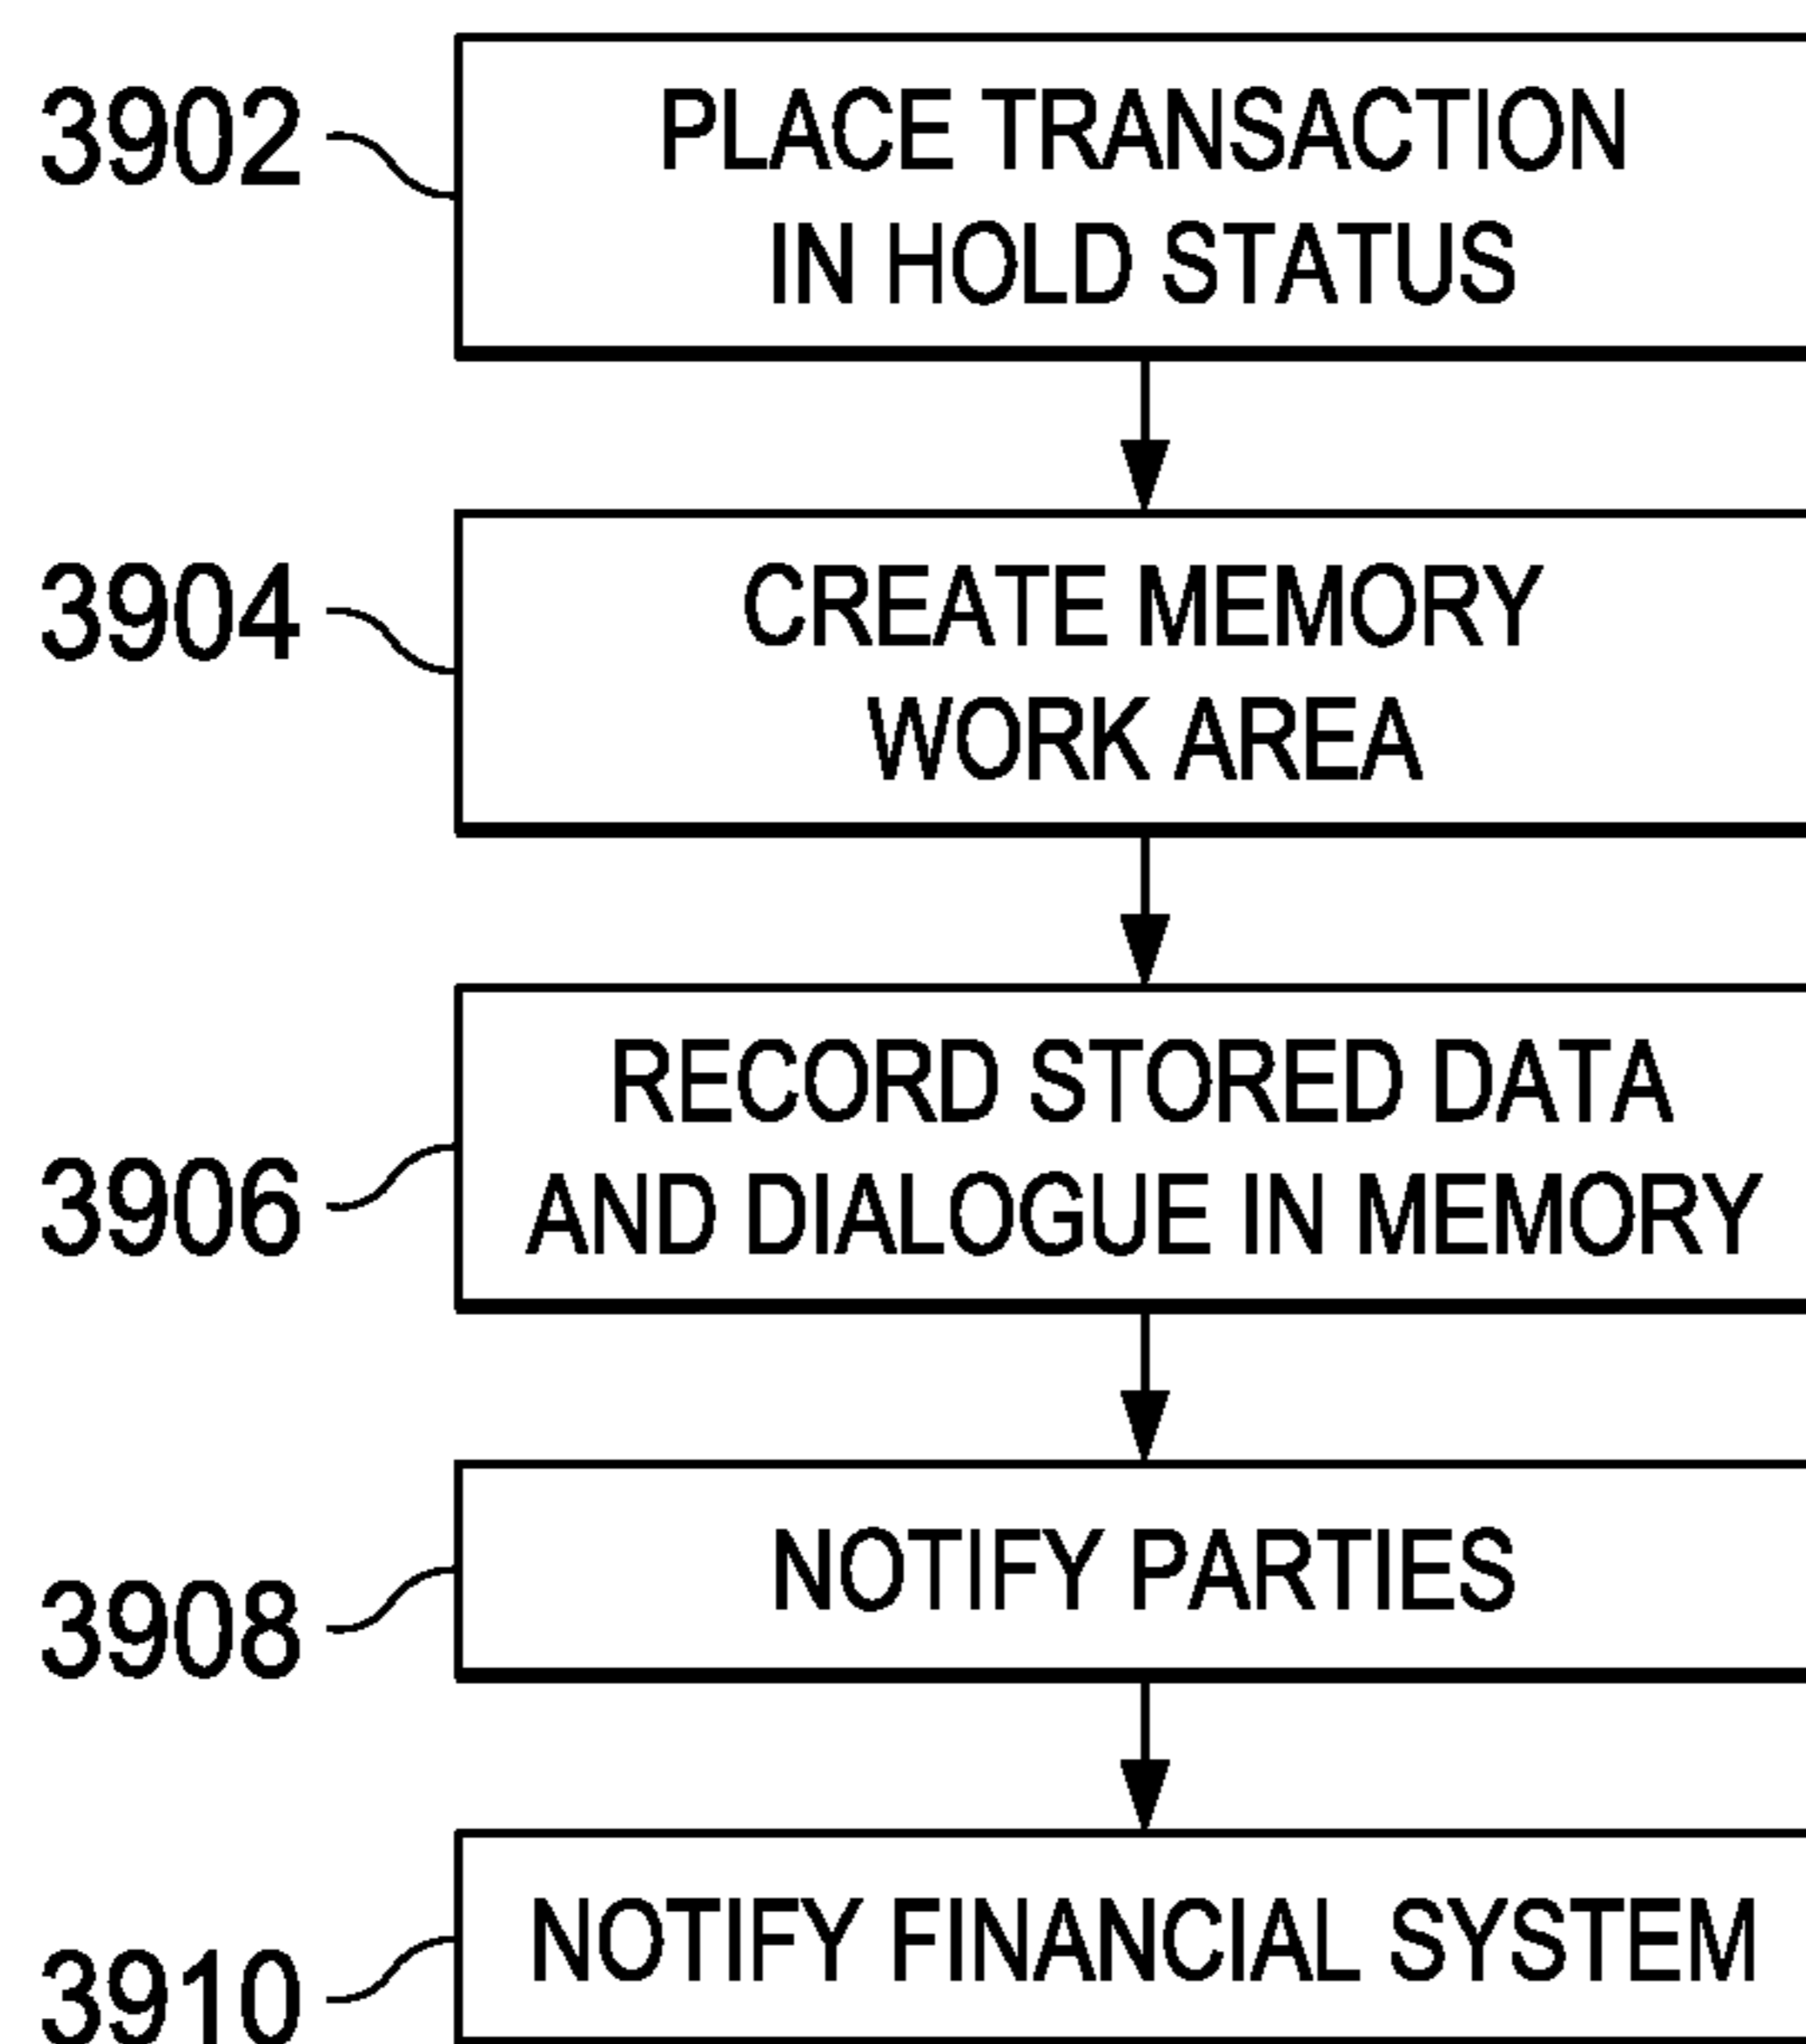 3902
PLACE TRANSACTION
IN HOLD STATUS
3904
CREATE MEMORY
WORK AREA
RECORD STORED DATA
3906
AND DIALOGUE IN MEMORY
3908
NOTIFY PARTIES
3910
NOTIFY FINANCIAL SYSTEM